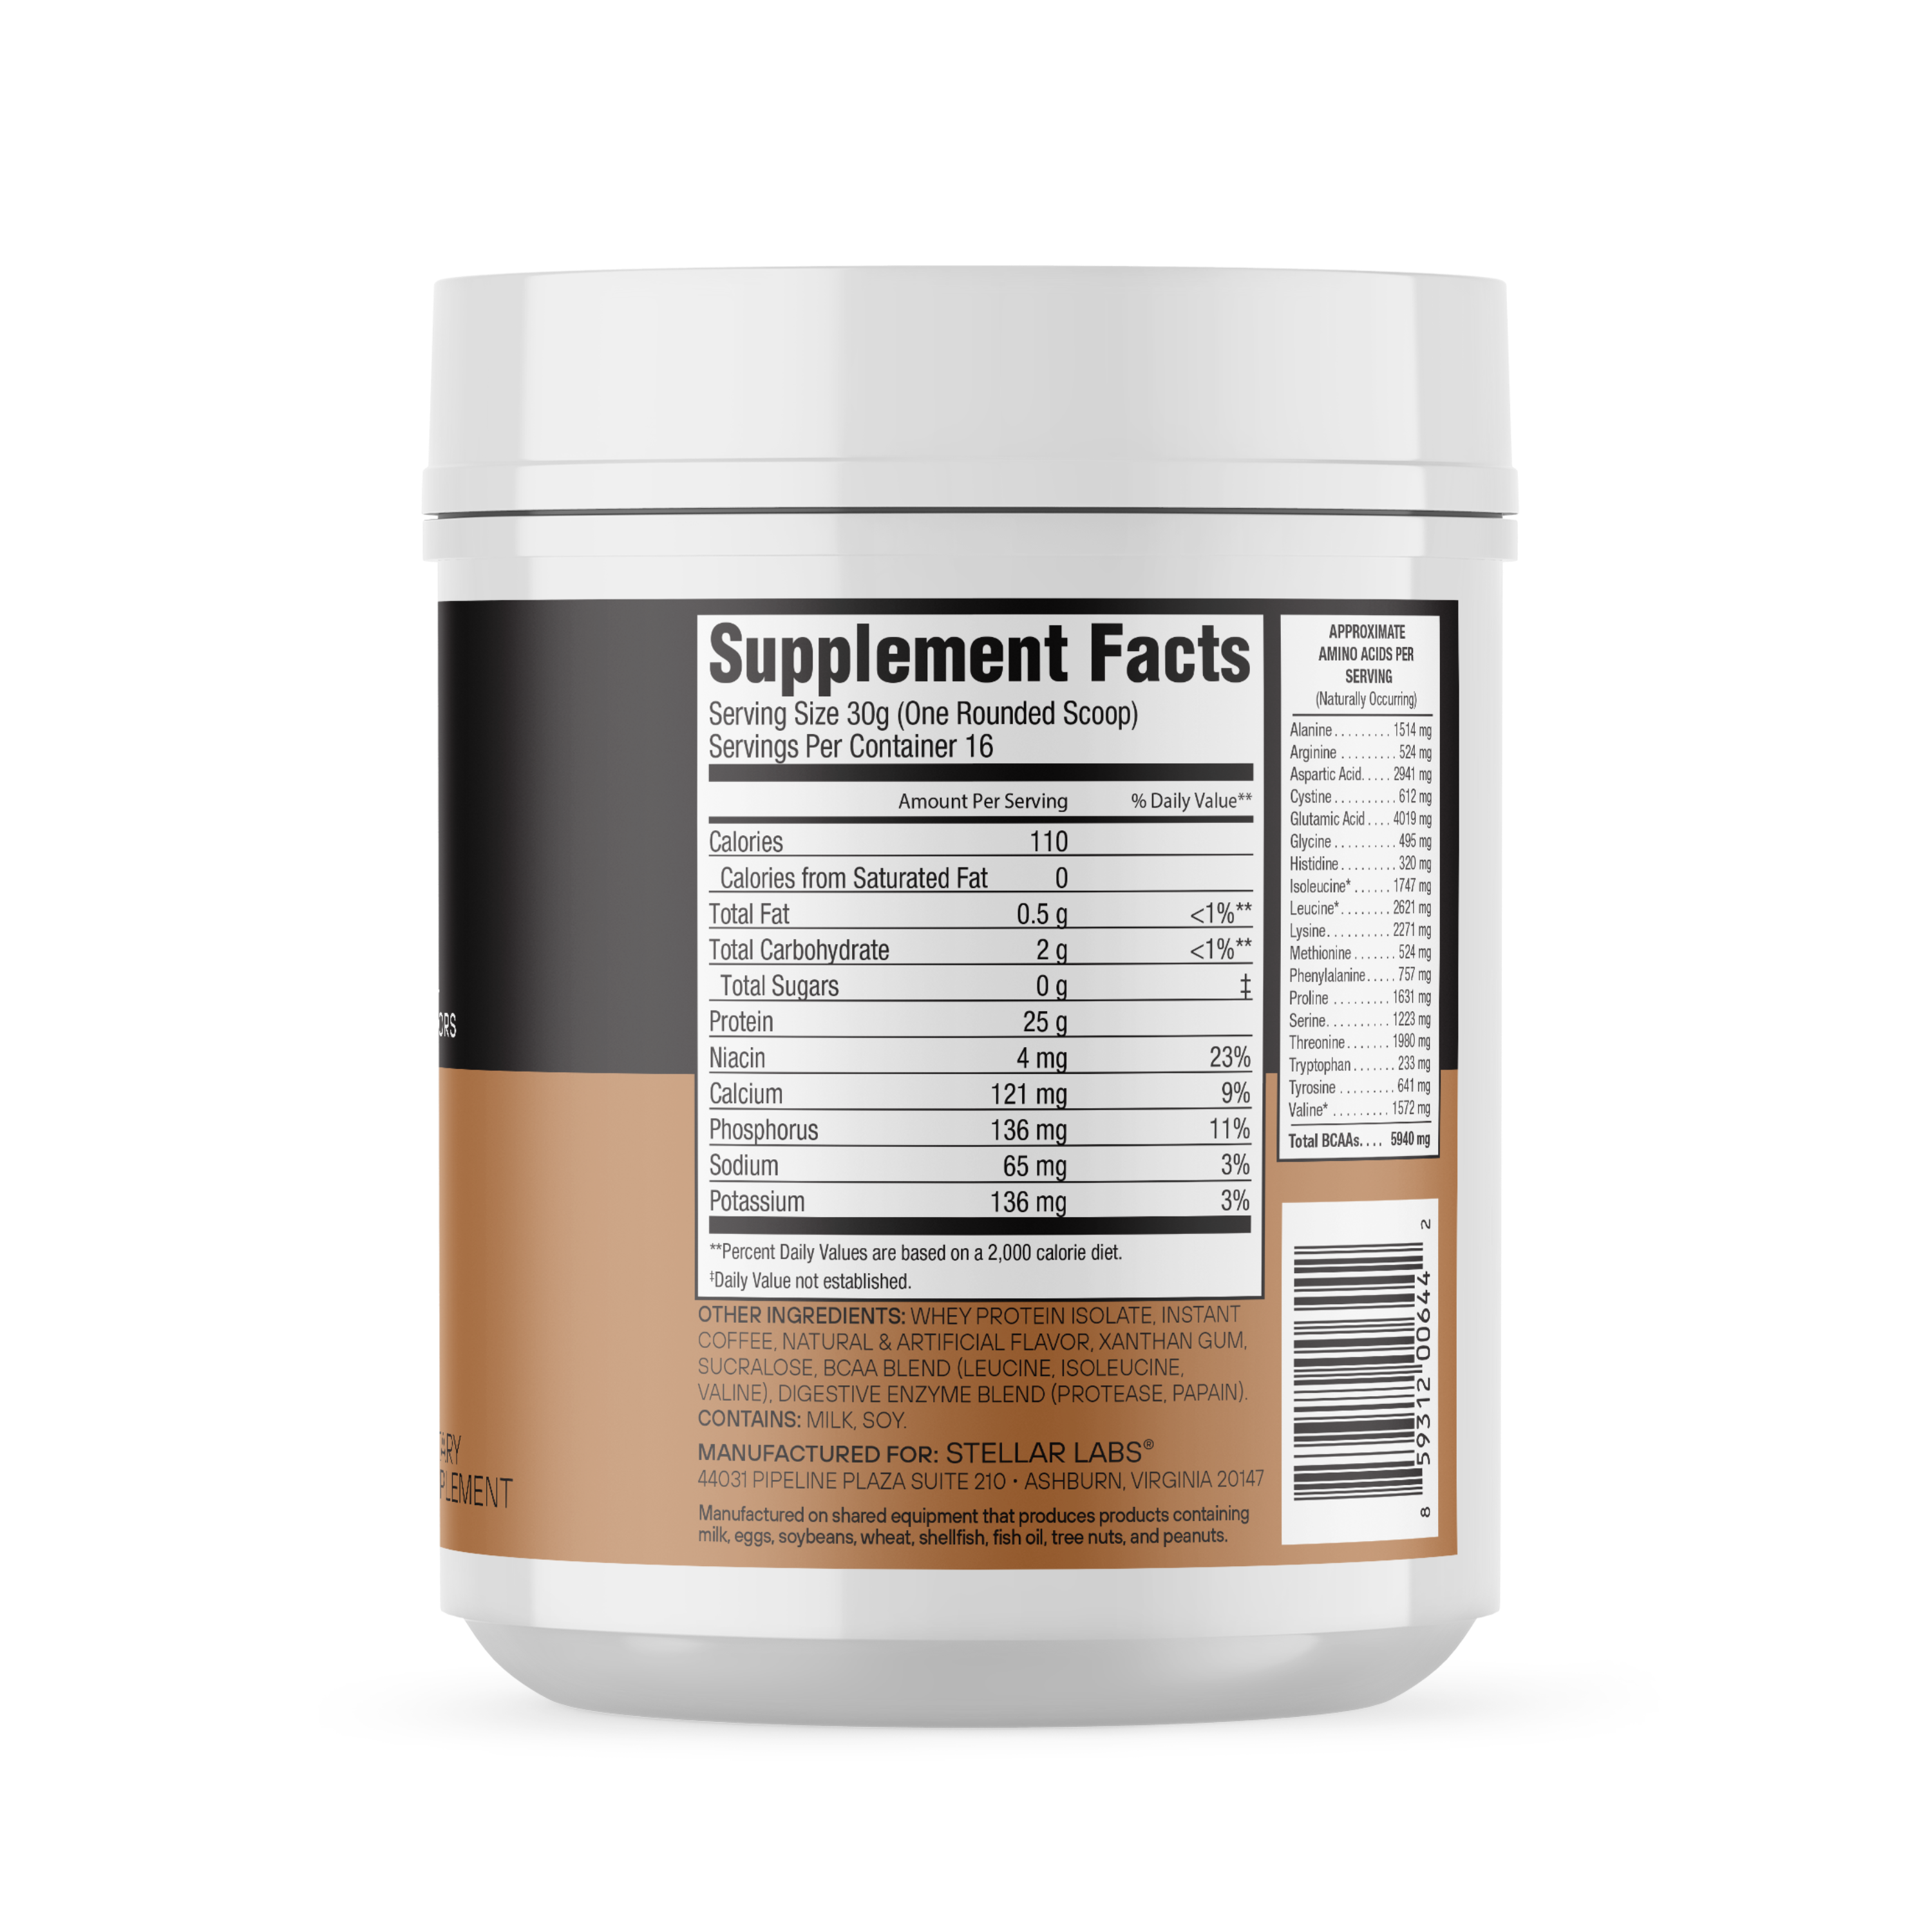 ORS
ARY
PLEMENT
Supplement Facts
Serving Size 30g (One Rounded Scoop)
Servings Per Container 16
Amount Per Serving % Daily Value**
Calories 110
Calories from Saturated Fat 0
Total Fat 0.5 g <1%**
Total Carbohydrate 2 g <1%**
Total Sugars 0 g ‡
Protein 25 g
Niacin 4 mg 23%
Calcium 121 mg 9%
Phosphorus 136 mg 11%
Sodium 65 mg 3%
Potassium 136 mg 3%
**Percent Daily Values are based on a 2,000 calorie diet.
‡Daily Value not established.
OTHER INGREDIENTS: WHEY PROTEIN ISOLATE, INSTANT
COFFEE, NATURAL & ARTIFICIAL FLAVOR, XANTHAN GUM,
SUCRALOSE, BCAA BLEND (LEUCINE, ISOLEUCINE,
VALINE), DIGESTIVE ENZYME BLEND (PROTEASE, PAPAIN).
CONTAINS: MILK, SOY.
MANUFACTURED FOR: STELLAR LABS®
44031 PIPELINE PLAZA SUITE 210 • ASHBURN, VIRGINIA 20147
Manufactured on shared equipment that produces products containing
milk, eggs, soybeans, wheat, shellfish, fish oil, tree nuts, and peanuts.
APPROXIMATE
AMINO ACIDS PER
SERVING
(Naturally Occurring)
Alanine......... 1514 mg
Arginine ......... 524 mg
Aspartic Acid..... 2941 mg
Cystine .......... 612 mg
Glutamic Acid .... 4019 mg
Glycine .......... 495 mg
Histidine ......... 320 mg
Isoleucine* ...... 1747 mg
Leucine*........ 2621 mg
Lysine.......... 2271 mg
Methionine ....... 524 mg
Phenylalanine..... 757 mg
Proline ......... 1631 mg
Serine.......... 1223 mg
Threonine....... 1980 mg
Tryptophan ....... 233 mg
Tyrosine ......... 641 mg
Valine* ......... 1572 mg
Total BCAAs.... 5940 mg
8 59312 00644 2